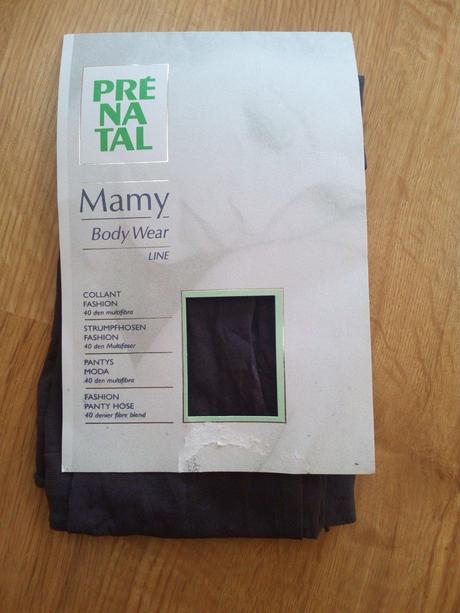 PRÉ
NA
TAL
Mamy
Body Wear
LINE
COLLANT
FASHION
40 den multifibra
STRUMPFHOSEN
FASHION
40 den Multifaser
PANTYS
MODA
40 den multifibra
FASHION
PANTY HOSE
40 denier fibre blend